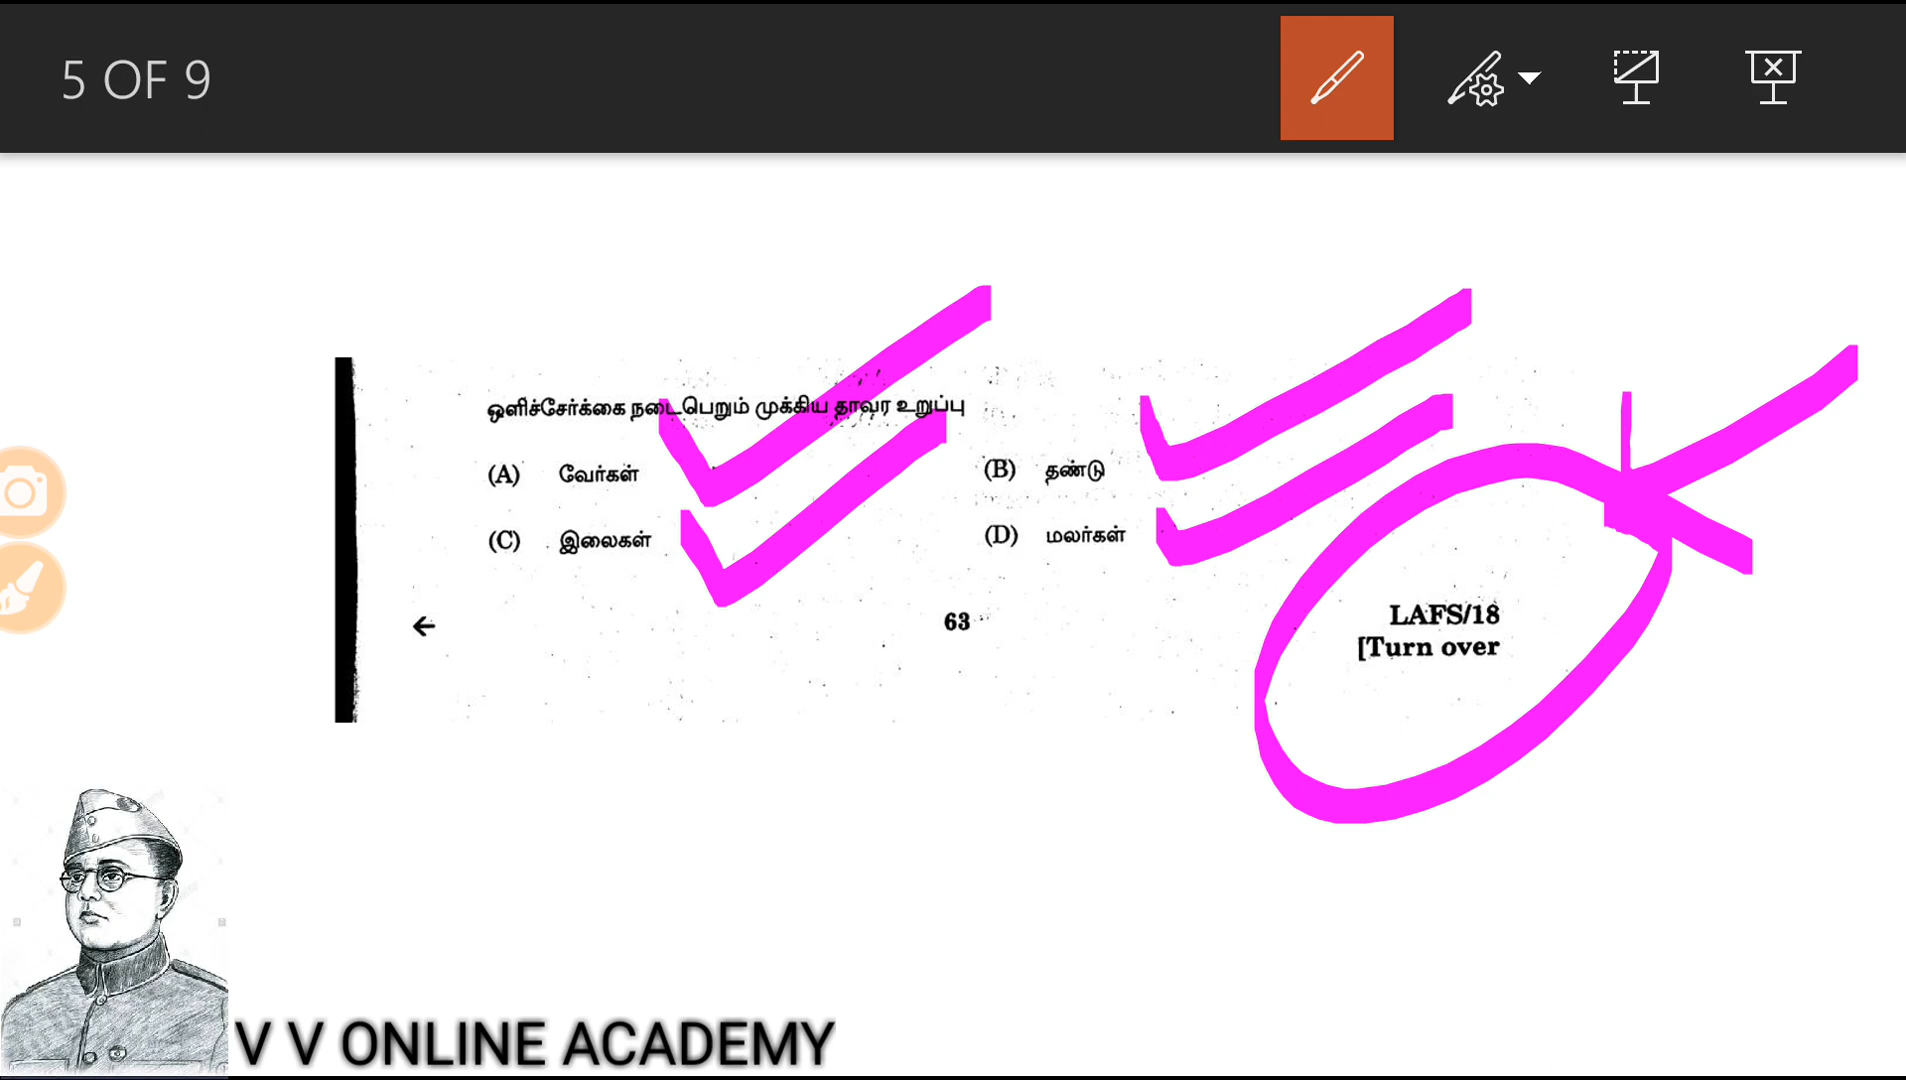 5 OF 9
ஒளிச்சேர்க்கை நடைபெறும் முக்கிய தாவர உறுப்பு
(A) வேர்கள் (B) தண்டு
(C) இலைகள் (D) மலர்கள்
63
LAFS/18
[Turn over
V V ONLINE ACADEMY